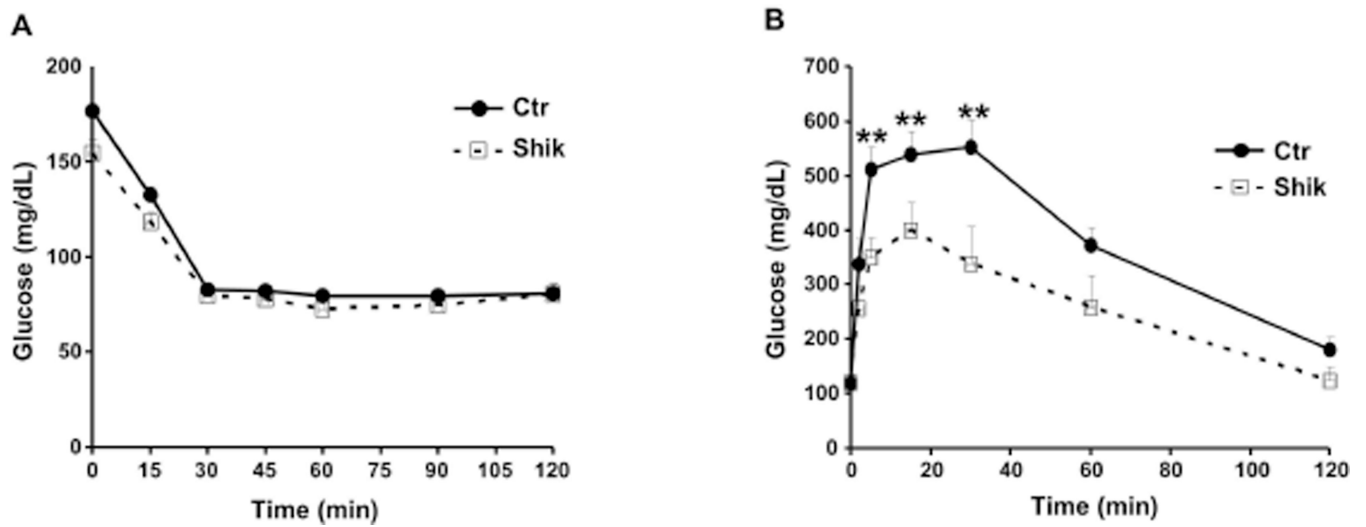 A
Glucose (mg/dL)
200
150
100
50
0
0 15 30 45 60 75 90 105 120
Time (min)
Ctr
Shik
B
Glucose (mg/dL)
700
600
500
400
300
200
100
0
0 20 40 60 80 100 120
Time (min)
** ** **
Ctr
Shik